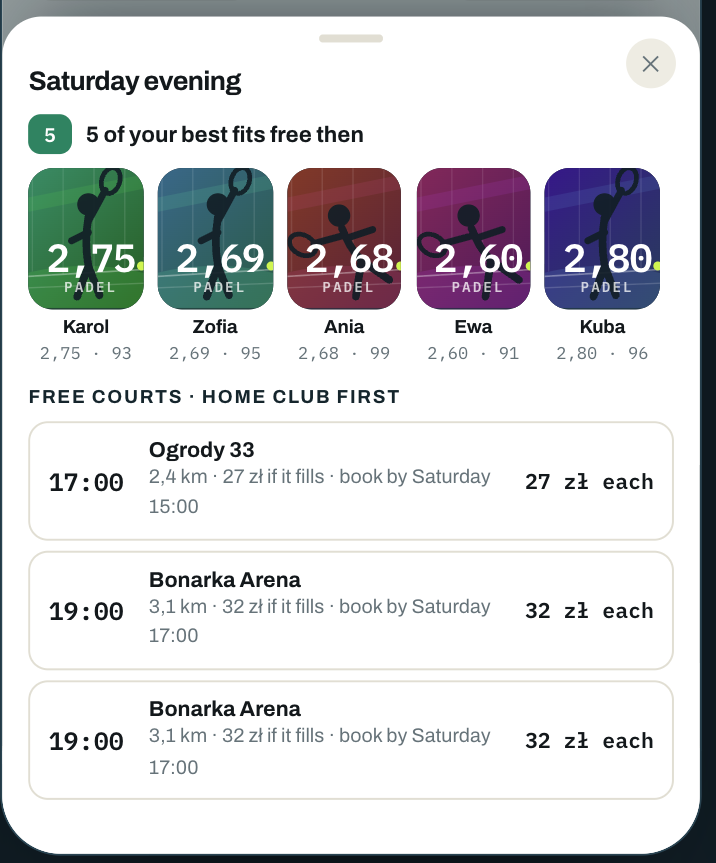 Saturday evening
5 5 of your best fits free then
2,75 2,69 2,68 2,60 2,80
PADEL PADEL PADEL PADEL PADEL
Karol Zofia Ania Ewa Kuba
2,75 · 93 2,69 · 95 2,68 · 99 2,60 · 91 2,80 · 96
FREE COURTS · HOME CLUB FIRST
Ogrody 33
17:00 2,4 km · 27 zł if it fills · book by Saturday 27 zł each
15:00
Bonarka Arena
19:00 3,1 km · 32 zł if it fills · book by Saturday 32 zł each
17:00
Bonarka Arena
19:00 3,1 km · 32 zł if it fills · book by Saturday 32 zł each
17:00